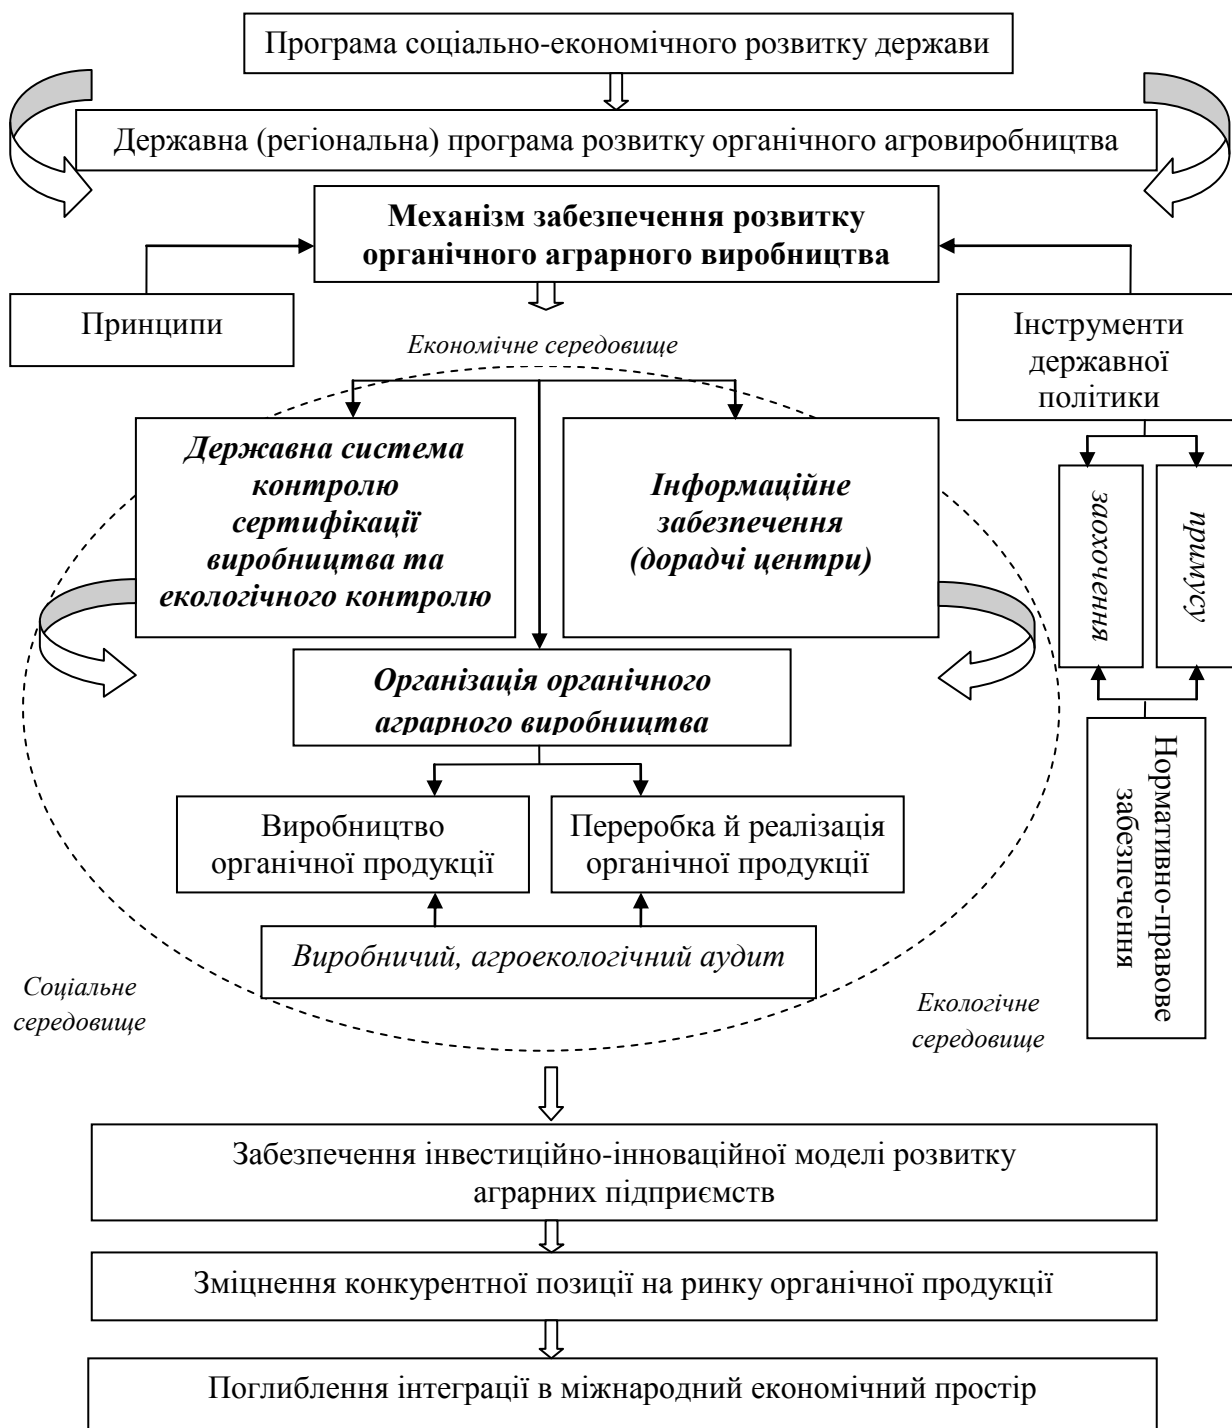 Програма соціально-економічного розвитку держави
Державна (регіональна) програма розвитку органічного агровиробництва
Механізм забезпечення розвитку
органічного аграрного виробництва
Принципи
Інструменти
державної
політики
Економічне середовище
Державна система
контролю
сертифікації
виробництва та
екологічного контролю
Інформаційне
забезпечення
(дорадчі центри)
заохочення
примусу
Організація органічного
аграрного виробництва
Нормативно-правове
забезпечення
Виробництво
органічної продукції
Переробка й реалізація
органічної продукції
Виробничий, агроекологічний аудит
Соціальне
середовище
Екологічне
середовище
Забезпечення інвестиційно-інноваційної моделі розвитку
аграрних підприємств
Зміцнення конкурентної позиції на ринку органічної продукції
Поглиблення інтеграції в міжнародний економічний простір